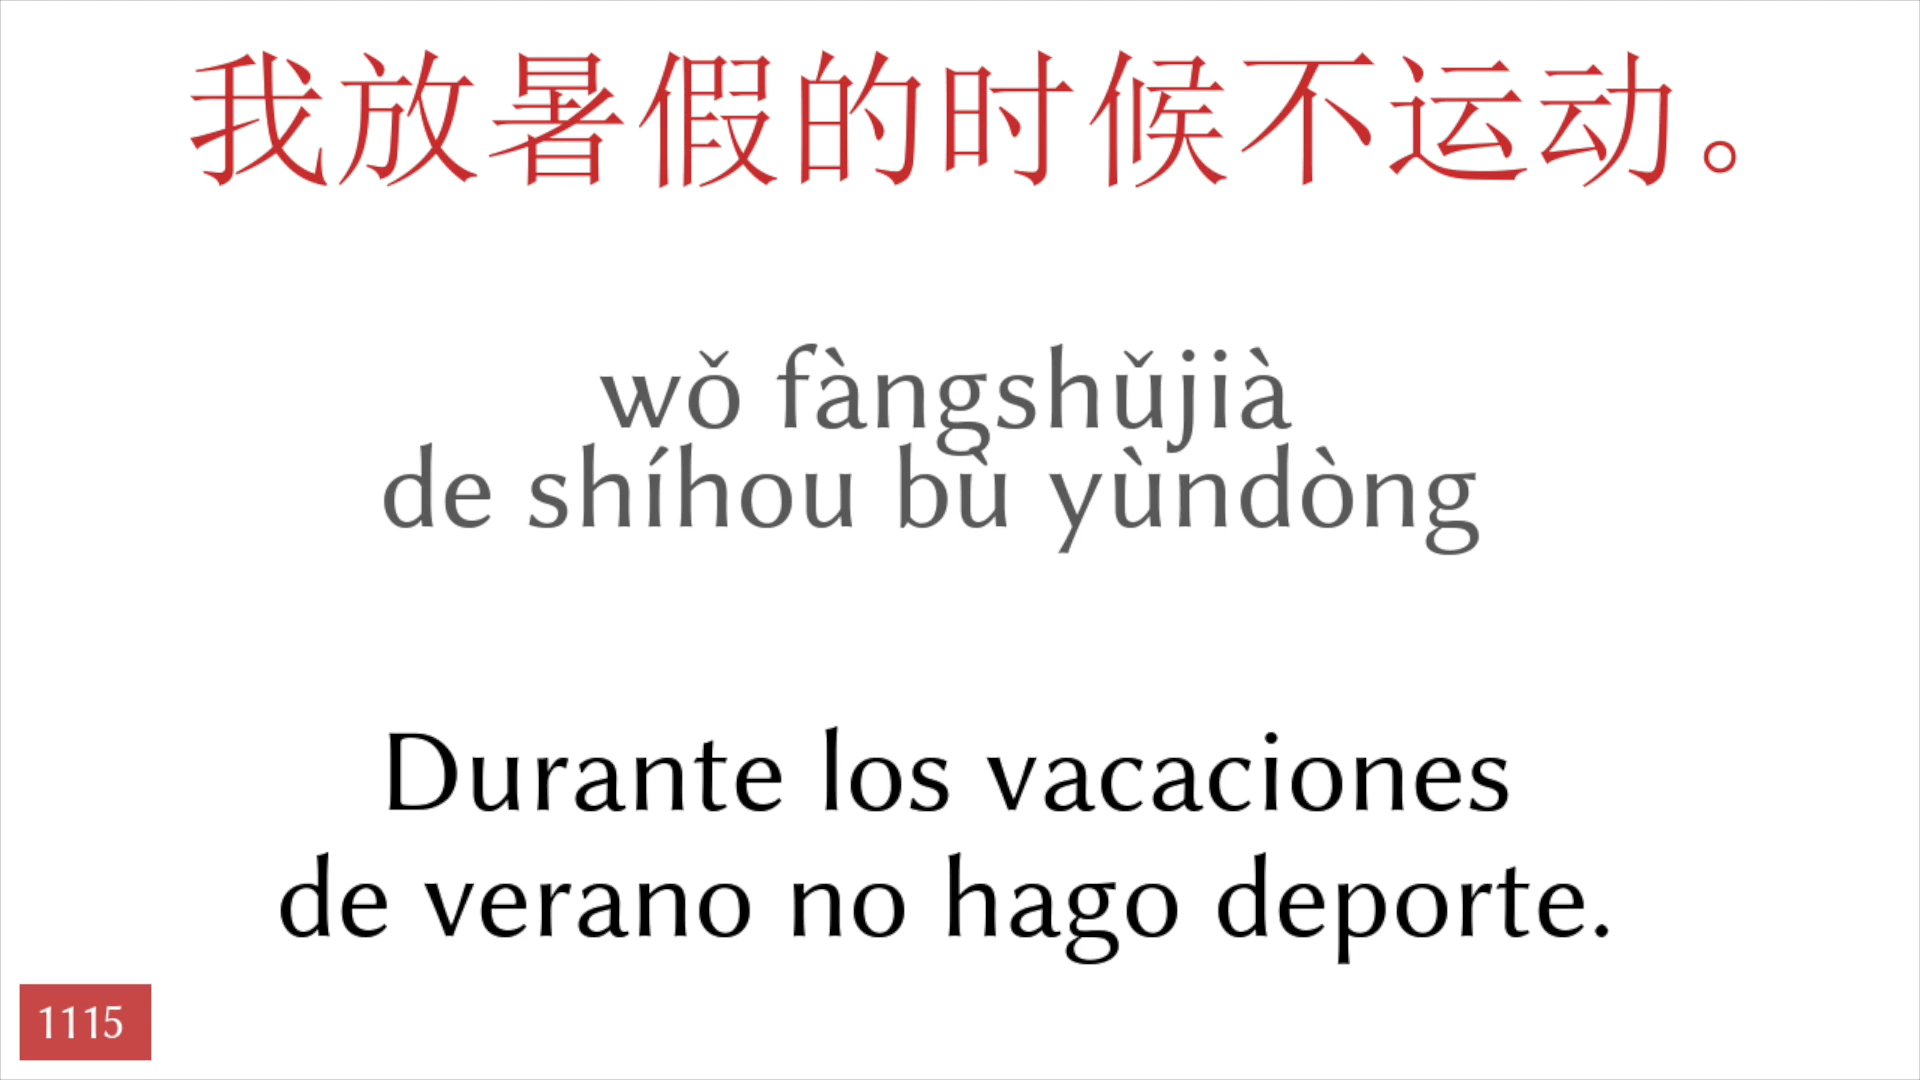 我放暑假的时候不运动。
wǒ fàngshǔjià
de shíhou bù yùndòng
Durante los vacaciones
de verano no hago deporte.
1115